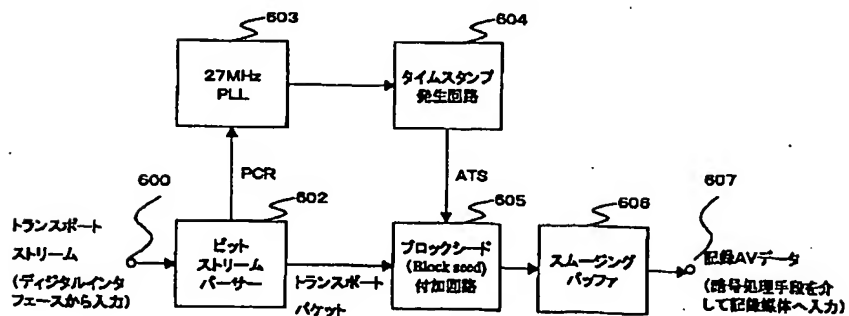 603
604
27MHz
PLL
タイムスタンプ
発生回路
PCR
ATS
600
602
605
606
607
トランスポート
ストリーム
(ディジタルインタ
フェースから入力)
ビット
ストリーム
パーサー
トランスポート
パケット
ブロックシード
(Block seed)
付加回路
スムージング
バッファ
記録AVデータ
(暗号処理手段を介
して記録媒体へ入力)